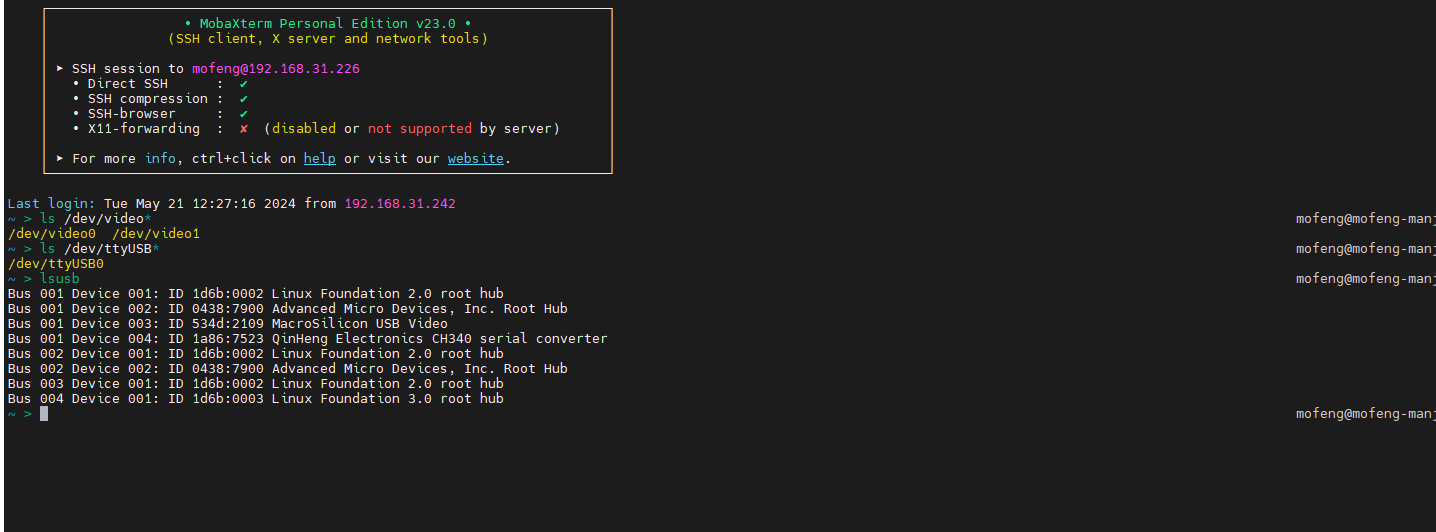 • MobaXterm Personal Edition v23.0 •
(SSH client, X server and network tools)
➤ SSH session to mofeng@192.168.31.226
• Direct SSH : ✔
• SSH compression : ✔
• SSH-browser : ✔
• X11-forwarding : ✘ (disabled or not supported by server)
➤ For more info, ctrl+click on help or visit our website.
Last login: Tue May 21 12:27:16 2024 from 192.168.31.242
~ > ls /dev/video* mofeng@mofeng-manj
/dev/video0 /dev/video1
~ > ls /dev/ttyUSB* mofeng@mofeng-manj
/dev/ttyUSB0
~ > lsusb mofeng@mofeng-manj
Bus 001 Device 001: ID 1d6b:0002 Linux Foundation 2.0 root hub
Bus 001 Device 002: ID 0438:7900 Advanced Micro Devices, Inc. Root Hub
Bus 001 Device 003: ID 534d:2109 MacroSilicon USB Video
Bus 001 Device 004: ID 1a86:7523 QinHeng Electronics CH340 serial converter
Bus 002 Device 001: ID 1d6b:0002 Linux Foundation 2.0 root hub
Bus 002 Device 002: ID 0438:7900 Advanced Micro Devices, Inc. Root Hub
Bus 003 Device 001: ID 1d6b:0002 Linux Foundation 2.0 root hub
Bus 004 Device 001: ID 1d6b:0003 Linux Foundation 3.0 root hub
~ > mofeng@mofeng-manj